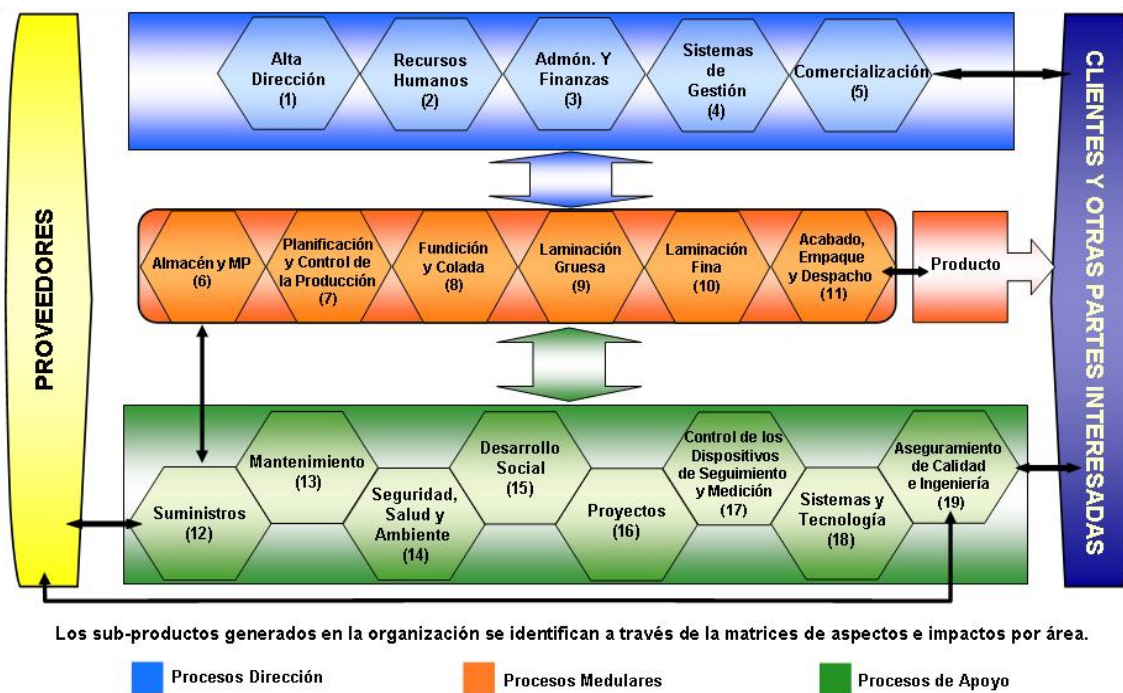 PROVEEDORES
Alta
Dirección
(1)
Recursos
Humanos
(2)
Admón. Y
Finanzas
(3)
Sistemas
de
Gestión
(4)
Comercialización
(5)
CLIENTES Y OTRAS PARTES INTERESADAS
Almacén y MP
(6)
Planificación
y Control de
la Producción
(7)
Fundición
y Colada
(8)
Laminación
Gruesa
(9)
Laminación
Fina
(10)
Acabado,
Empaque
y Despacho
(11)
Producto
Suministros
(12)
Mantenimiento
(13)
Seguridad,
Salud y
Ambiente
(14)
Desarrollo
Social
(15)
Proyectos
(16)
Control de los
Dispositivos
de Seguimiento
y Medición
(17)
Sistemas y
Tecnología
(18)
Aseguramiento
de Calidad
e Ingeniería
(19)
Los sub-productos generados en la organización se identifican a través de la matrices de aspectos e impactos por área.
Procesos Dirección
Procesos Medulares
Procesos de Apoyo